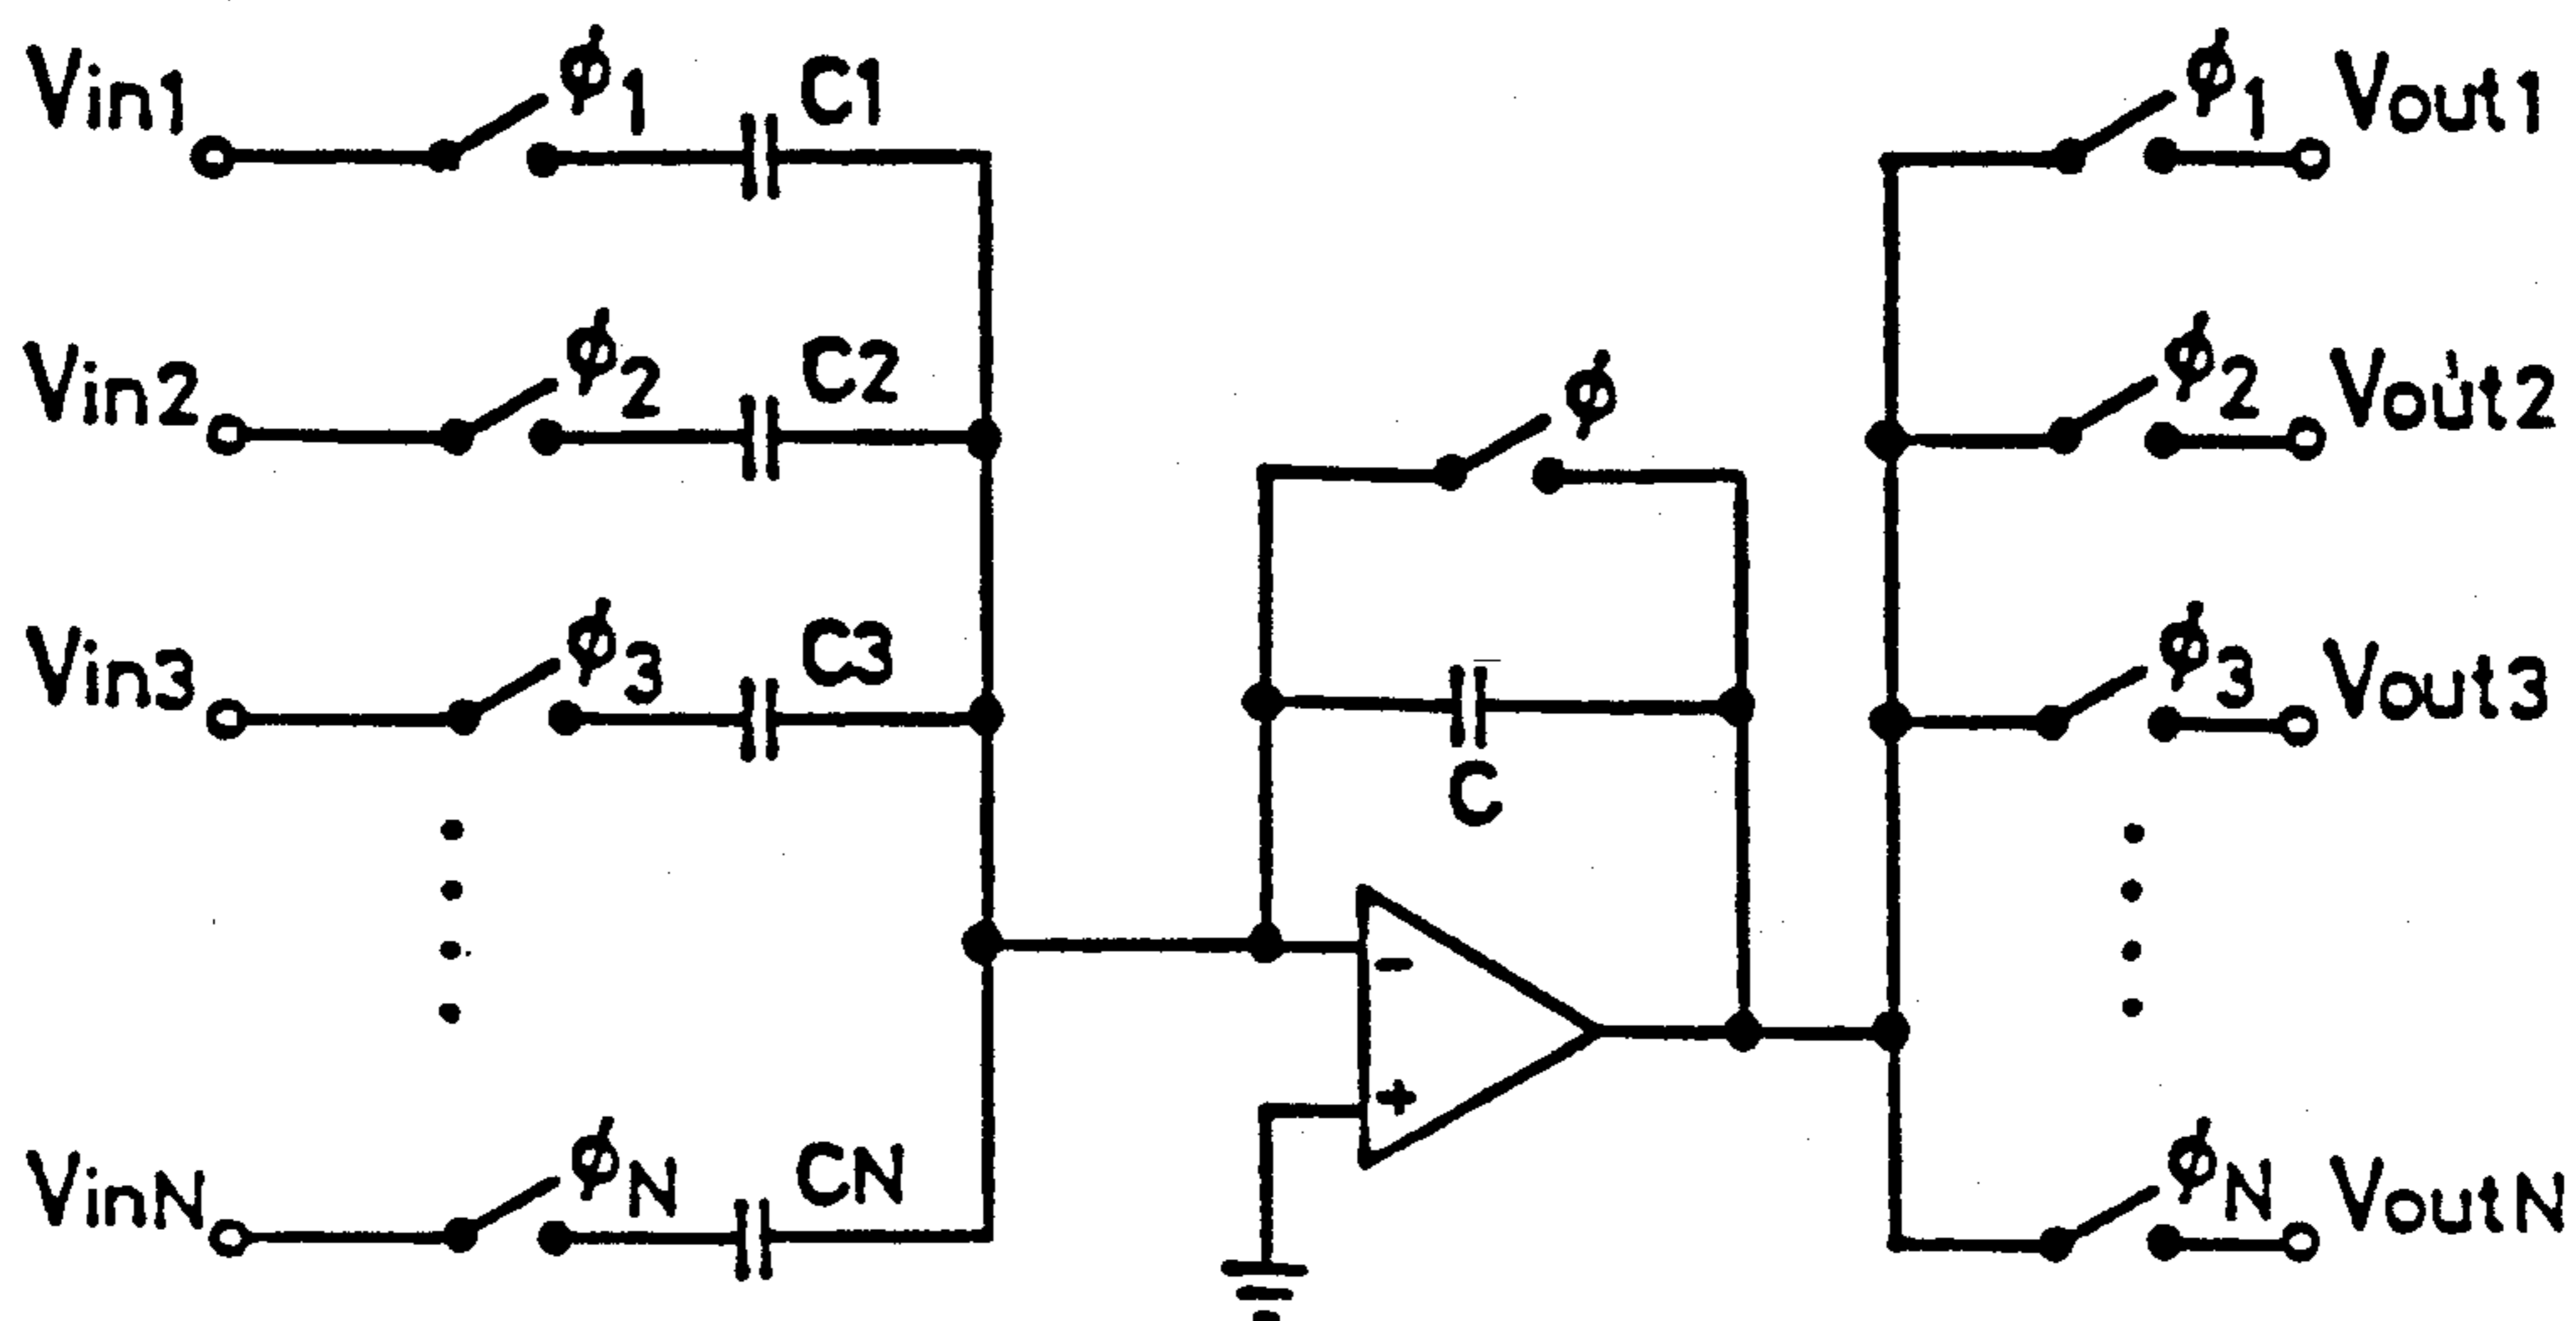 Vin1 ϕ1 C1 ϕ1 Vout1
Vin2 ϕ2 C2 ϕ2 Vout2
ϕ
Vin3 ϕ3 C3 ϕ3 Vout3
C
-
+
VinN ϕN CN ϕN VoutN